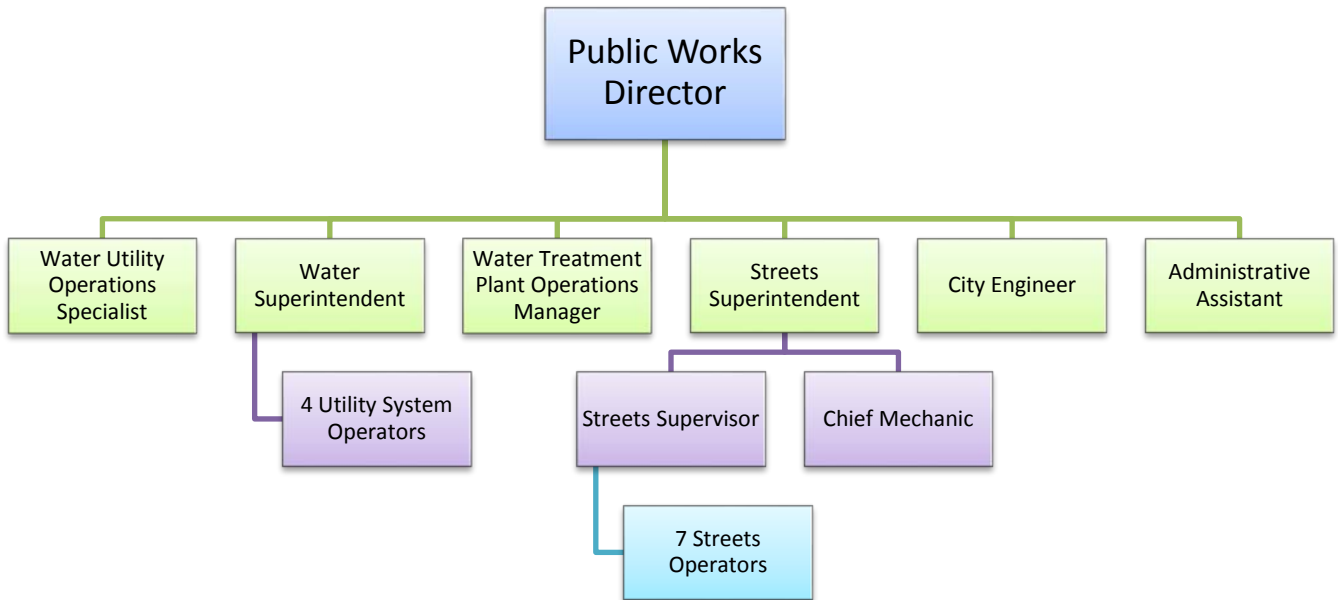 Public Works
Director
Water Utility
Operations
Specialist
Water
Superintendent
Water Treatment
Plant Operations
Manager
Streets
Superintendent
City Engineer
Administrative
Assistant
4 Utility System
Operators
Streets Supervisor
Chief Mechanic
7 Streets
Operators